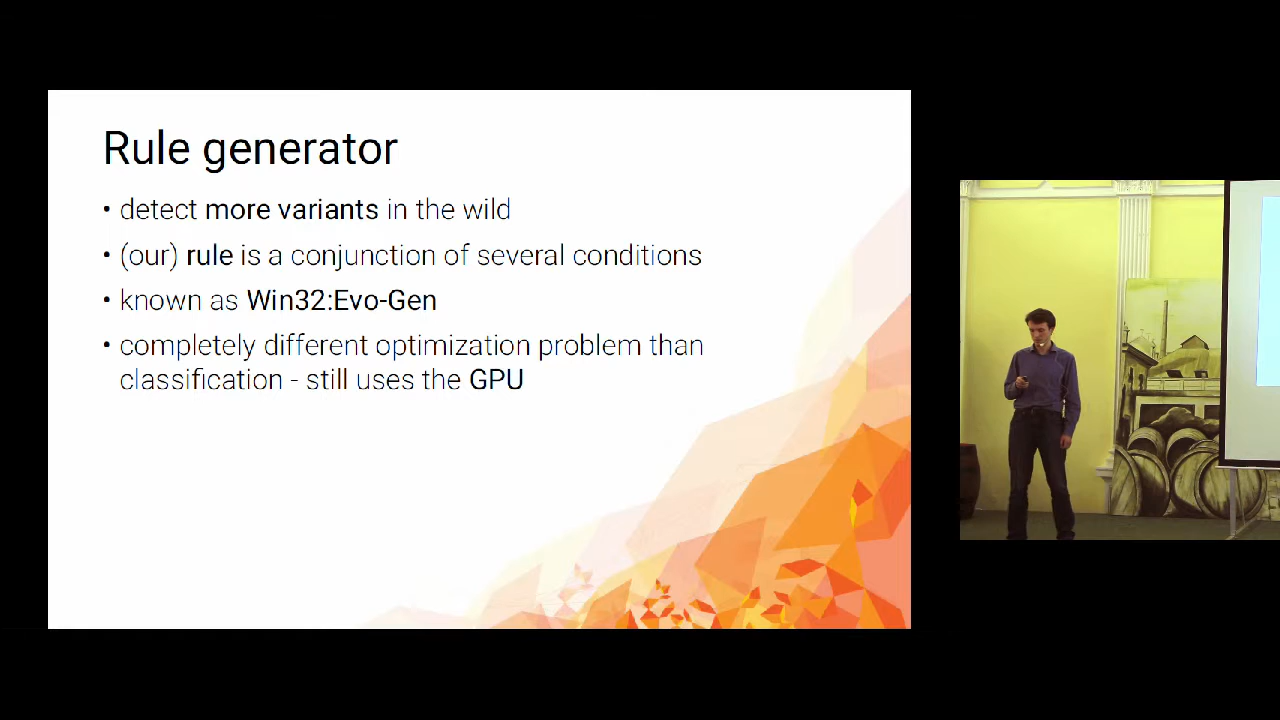 Rule generator
• detect more variants in the wild
• (our) rule is a conjunction of several conditions
• known as Win32:Evo-Gen
• completely different optimization problem than
classification - still uses the GPU